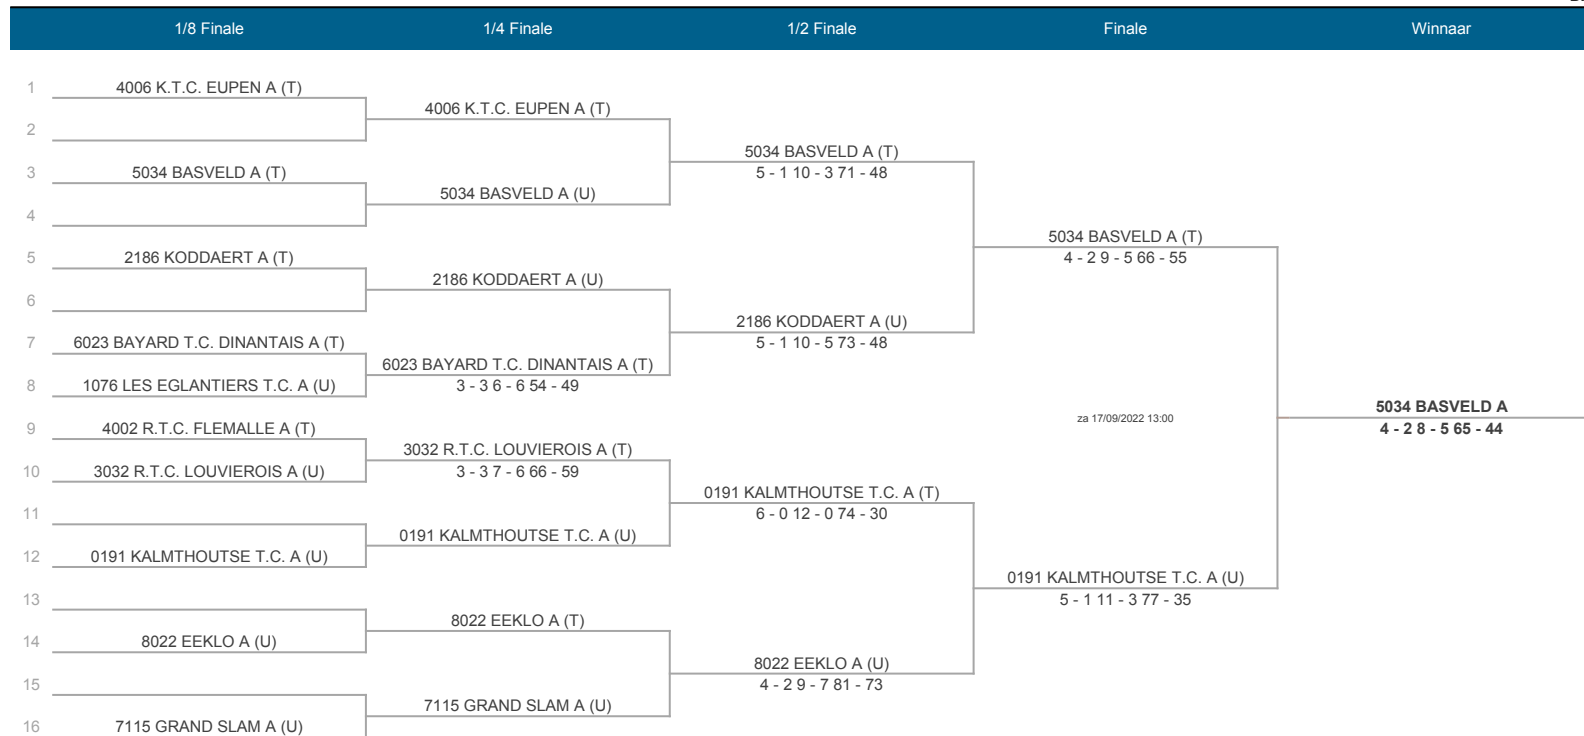 1/8 Finale 1/4 Finale 1/2 Finale Finale Winnaar
1 4006 K.T.C. EUPEN A (T)
4006 K.T.C. EUPEN A (T)
2
5034 BASVELD A (T)
5 - 1 10 - 3 71 - 48
3 5034 BASVELD A (T)
5034 BASVELD A (U)
4
5034 BASVELD A (T)
4 - 2 9 - 5 66 - 55
5 2186 KODDAERT A (T)
2186 KODDAERT A (U)
6
2186 KODDAERT A (U)
5 - 1 10 - 5 73 - 48
7 6023 BAYARD T.C. DINANTAIS A (T)
6023 BAYARD T.C. DINANTAIS A (T)
3 - 3 6 - 6 54 - 49
8 1076 LES EGLANTIERS T.C. A (U)
5034 BASVELD A
za 17/09/2022 13:00
4 - 2 8 - 5 65 - 44
9 4002 R.T.C. FLEMALLE A (T)
3032 R.T.C. LOUVIEROIS A (T)
3 - 3 7 - 6 66 - 59
10 3032 R.T.C. LOUVIEROIS A (U)
0191 KALMTHOUTSE T.C. A (T)
6 - 0 12 - 0 74 - 30
11
0191 KALMTHOUTSE T.C. A (U)
12 0191 KALMTHOUTSE T.C. A (U)
0191 KALMTHOUTSE T.C. A (U)
5 - 1 11 - 3 77 - 35
13
8022 EEKLO A (T)
14 8022 EEKLO A (U)
8022 EEKLO A (U)
4 - 2 9 - 7 81 - 73
15
7115 GRAND SLAM A (U)
16 7115 GRAND SLAM A (U)